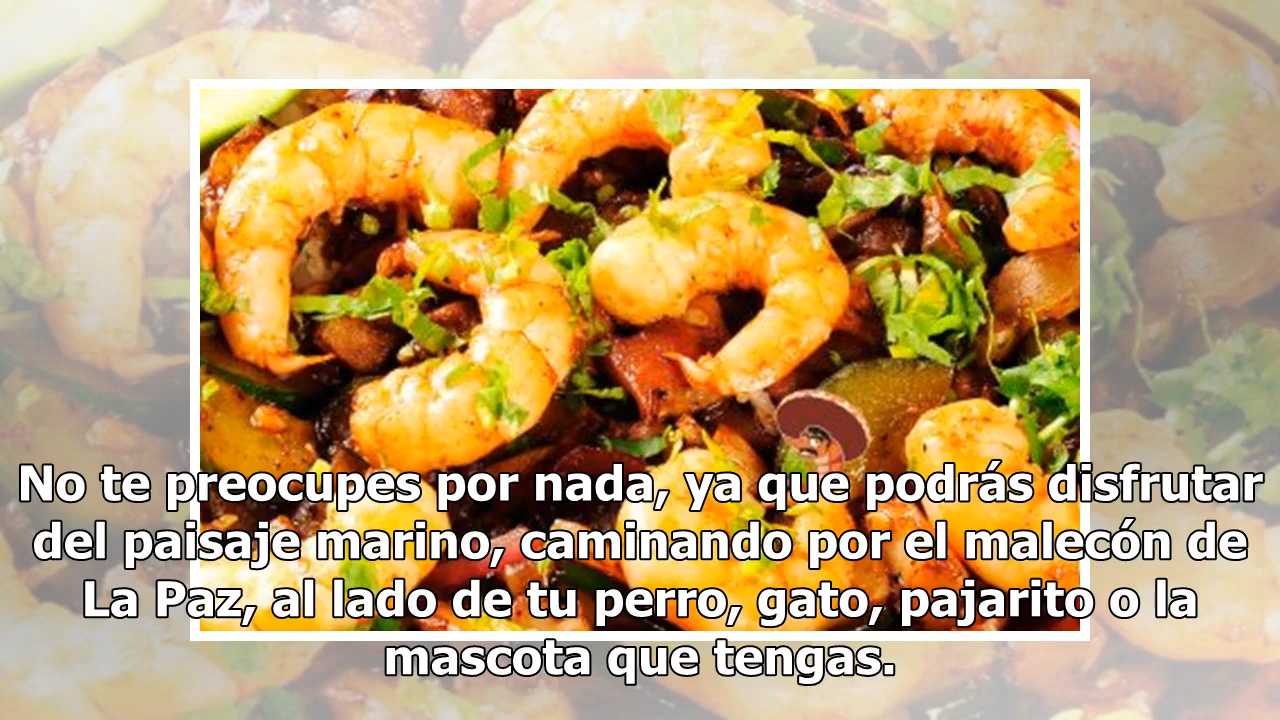 No te preocupes por nada, ya que podrás disfrutar
del paisaje marino, caminando por el malecón de
La Paz, al lado de tu perro, gato, pajarito o la
mascota que tengas.